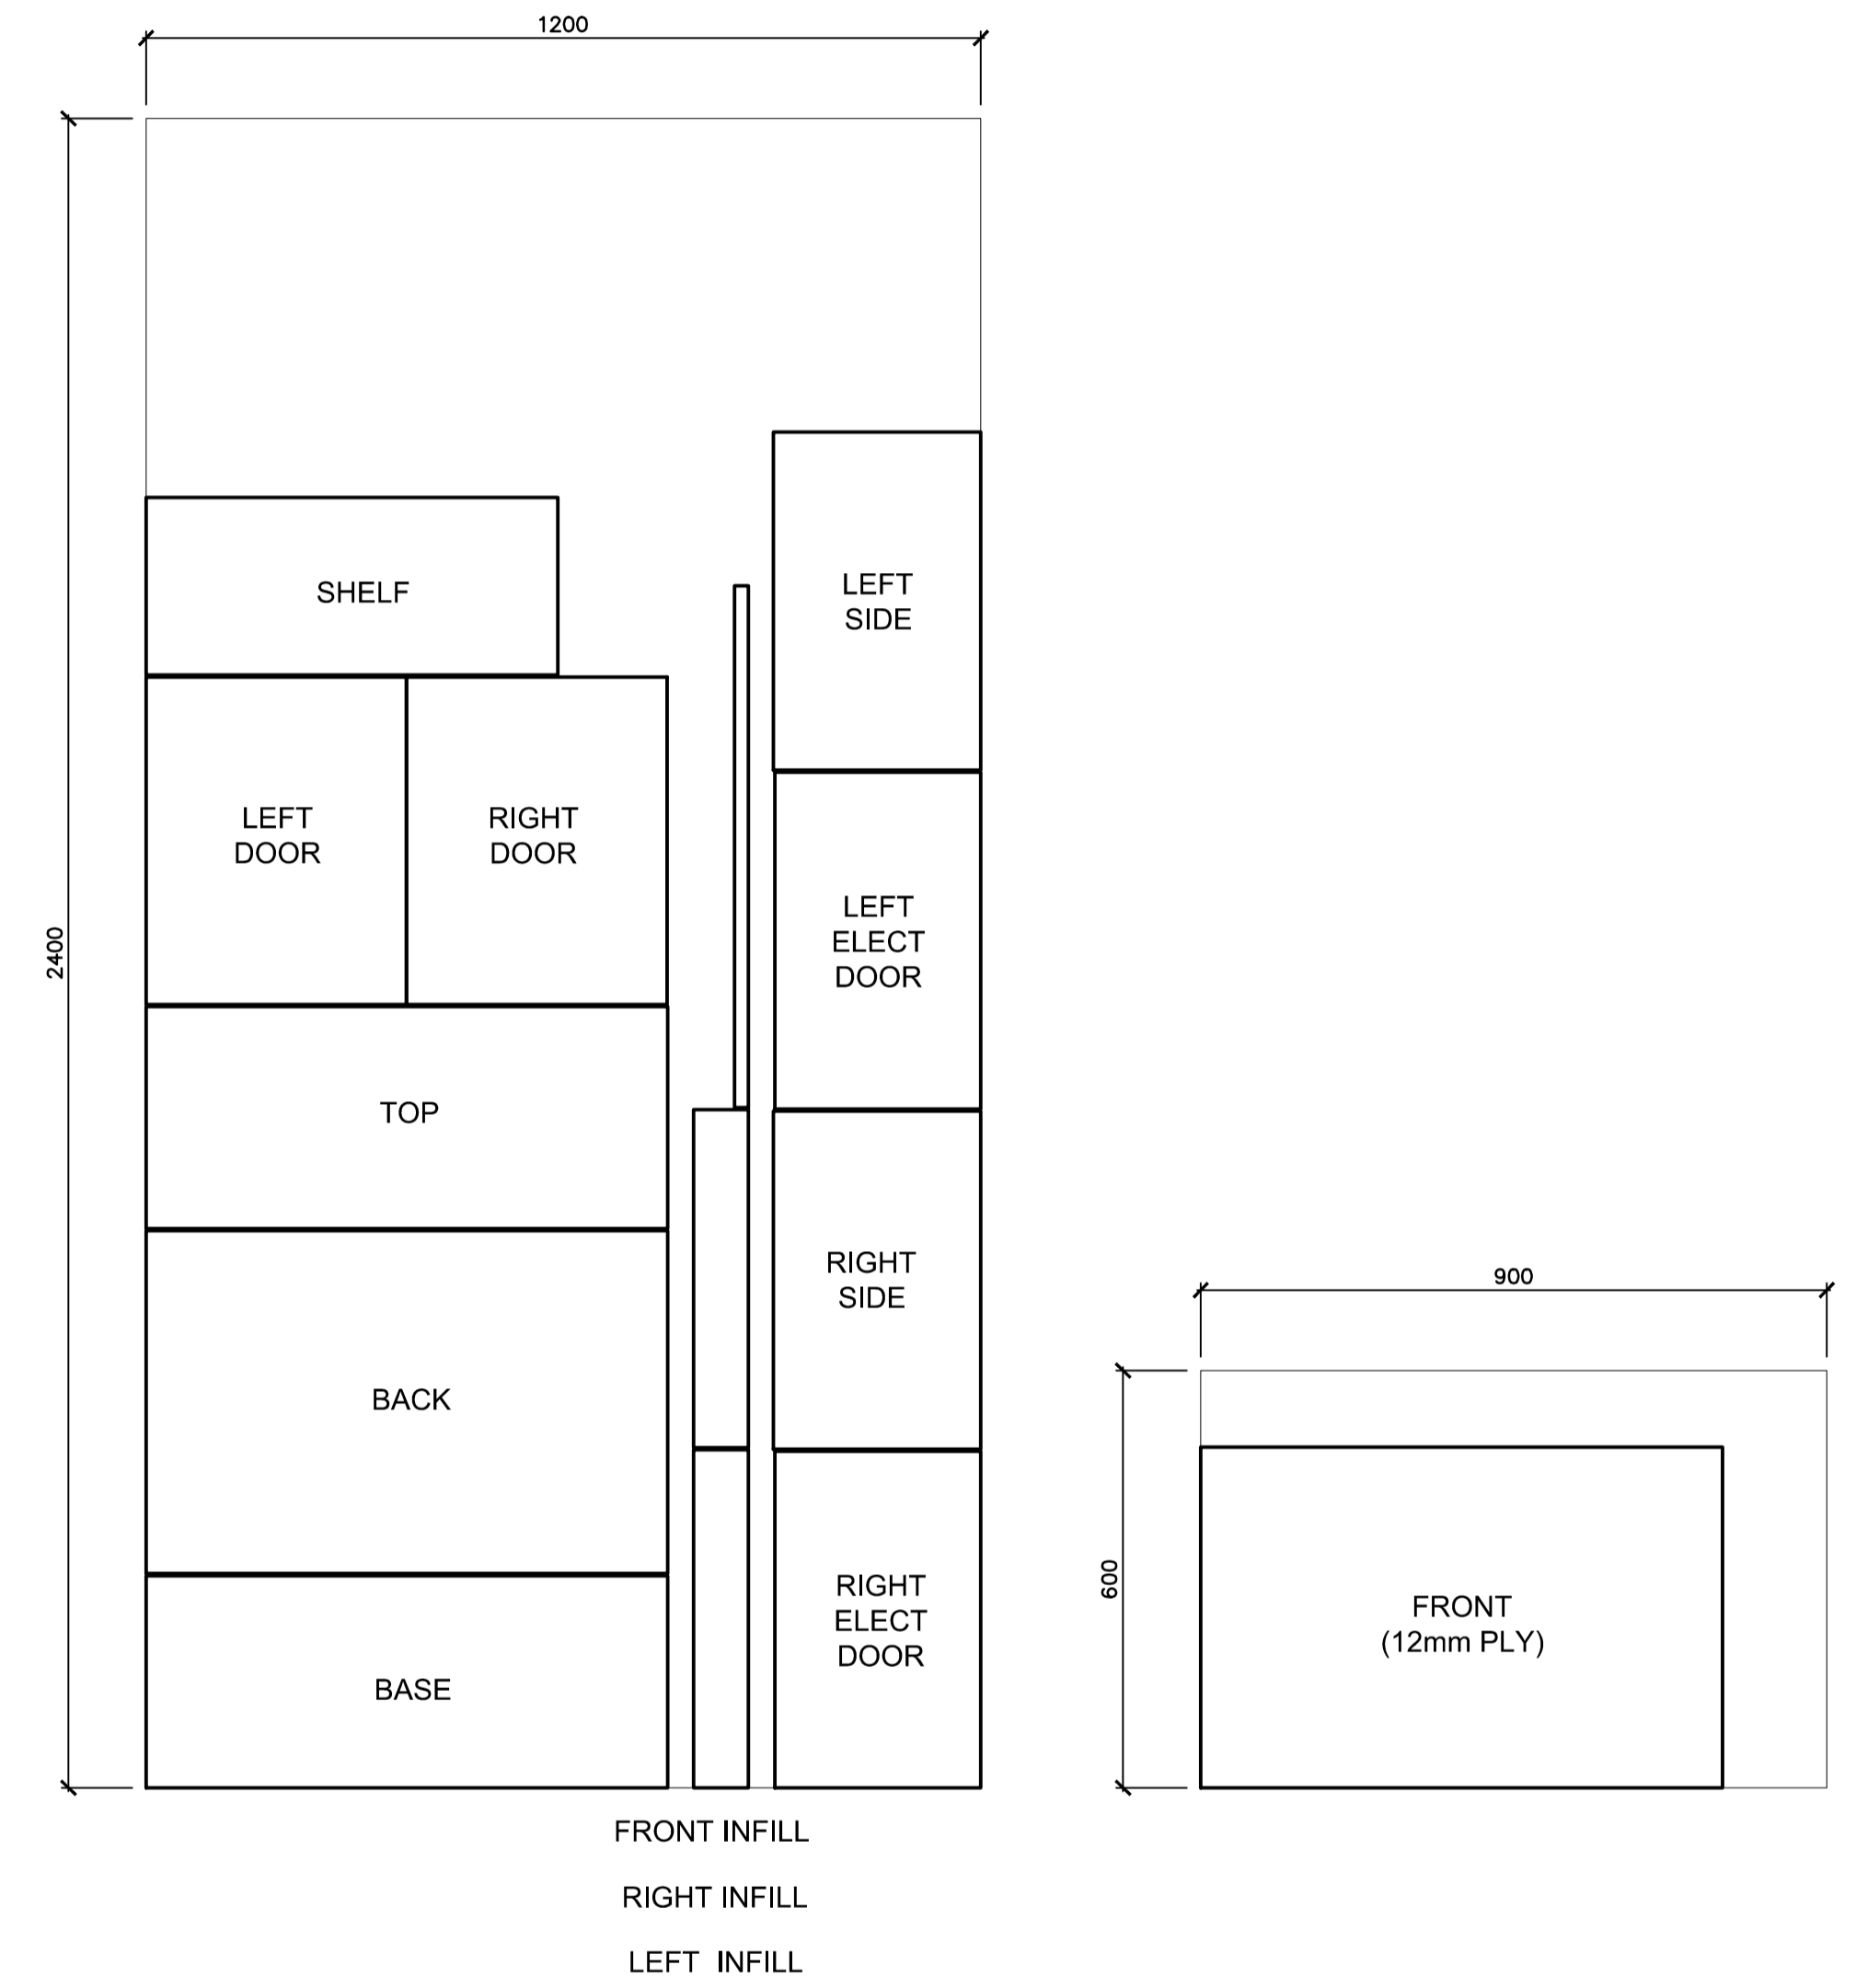 1200
2400
SHELF
LEFT
DOOR
RIGHT
DOOR
TOP
BACK
BASE
LEFT
SIDE
LEFT
ELECT
DOOR
RIGHT
SIDE
RIGHT
ELECT
DOOR
FRONT INFILL
RIGHT INFILL
LEFT INFILL
900
600
FRONT
(12mm PLY)